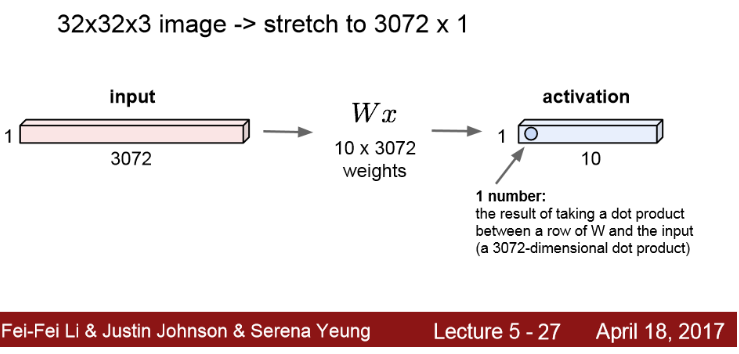 32x32x3 image -> stretch to 3072 x 1
input
1
3072
Wx
10 x 3072
weights
activation
1
10
1 number:
the result of taking a dot product
between a row of W and the input
(a 3072-dimensional dot product)
Fei-Fei Li & Justin Johnson & Serena Yeung
Lecture 5 - 27
April 18, 2017